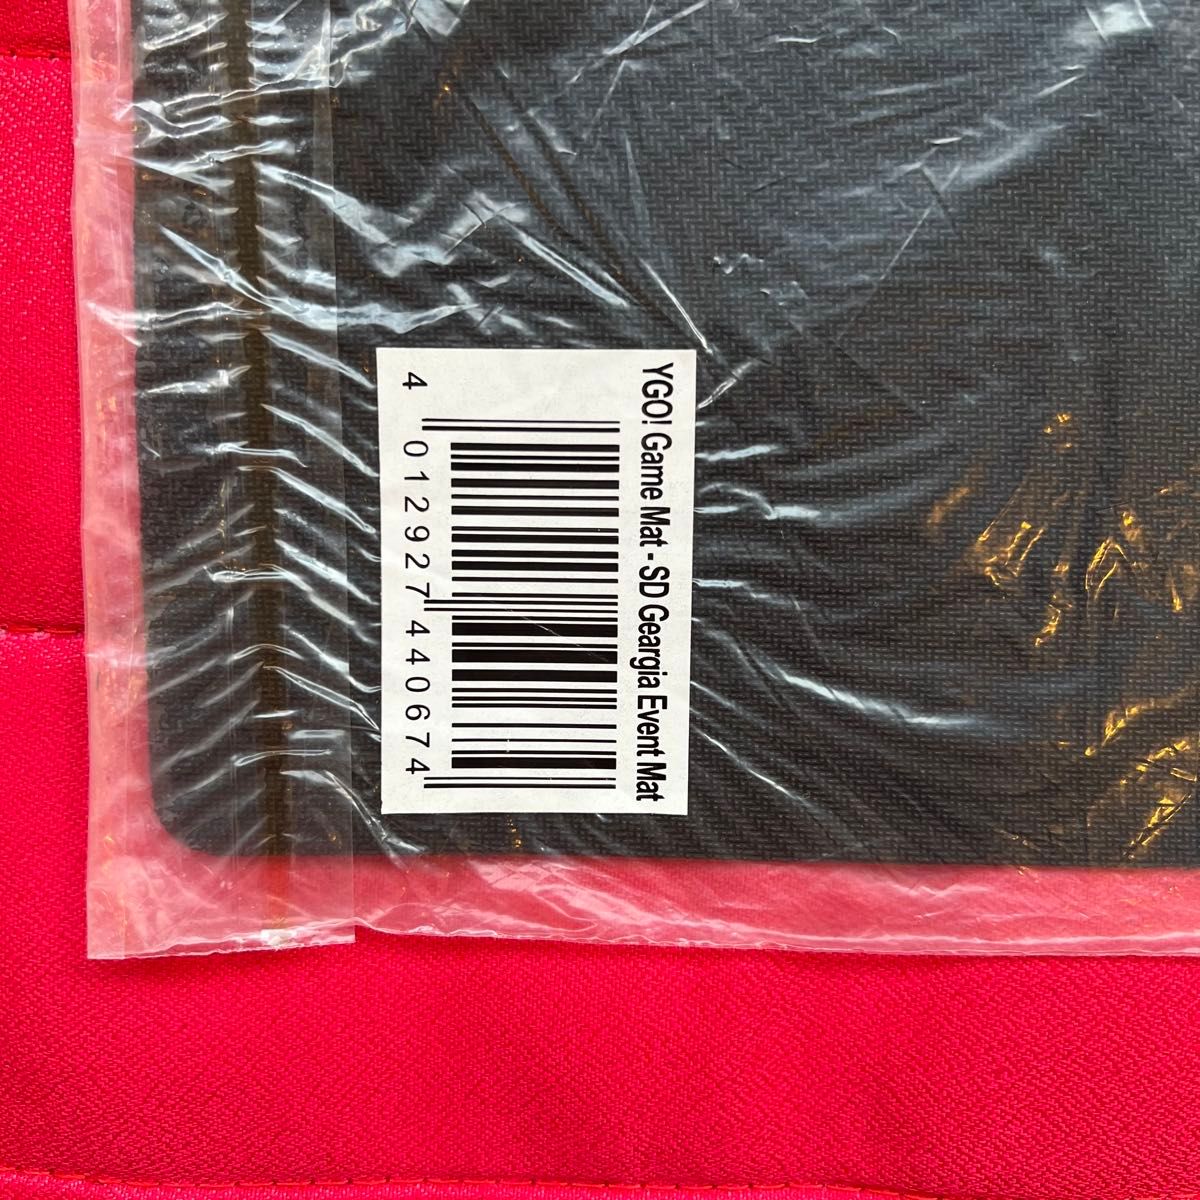 YGO! Game Mat - SD Geargia Event Mat
4 012927 440674